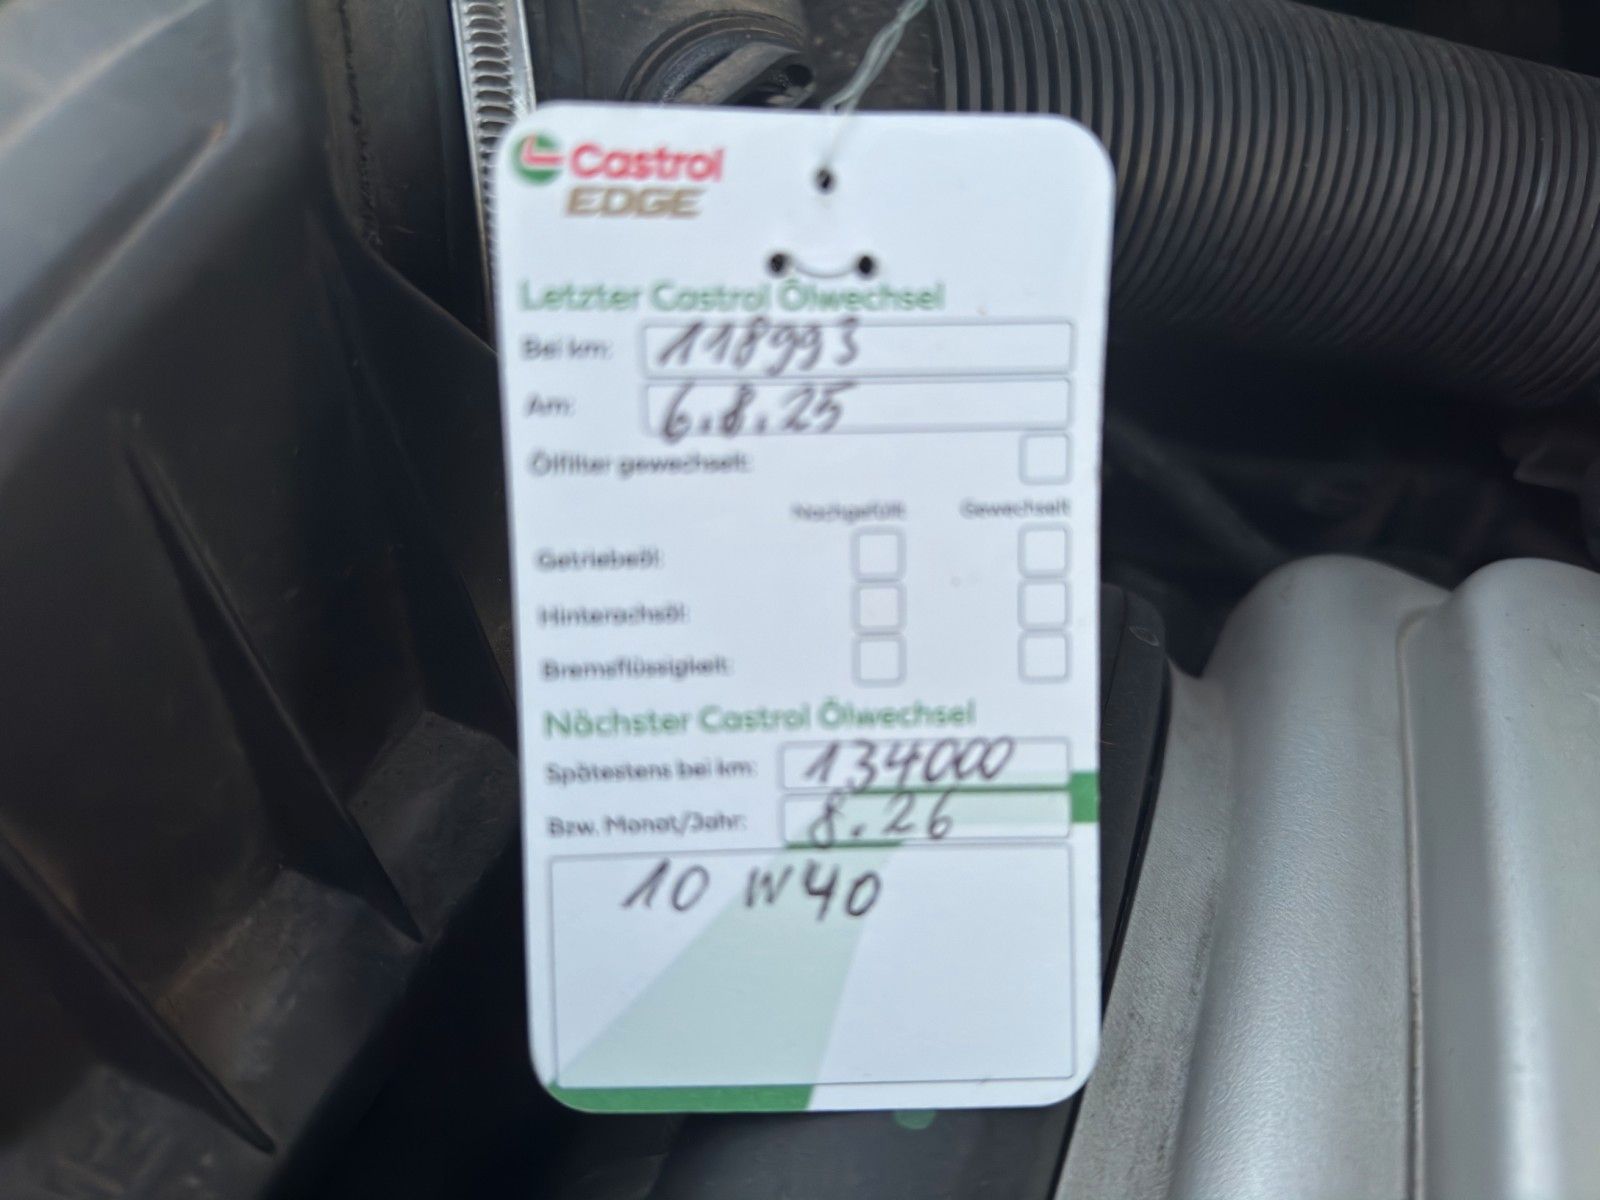 Castrol
EDGE
Letzter Castrol Ölwechsel
Bei km: 118993
Am: 6.8.25
Ölfilter gewechselt:
Nachgefüllt Gewechselt
Getriebeöl:
Hinterachsöl:
Bremsflüssigkeit:
Nächster Castrol Ölwechsel
Spätestens bei km: 134000
Bzw. Monat/Jahr: 8.26
10 W40